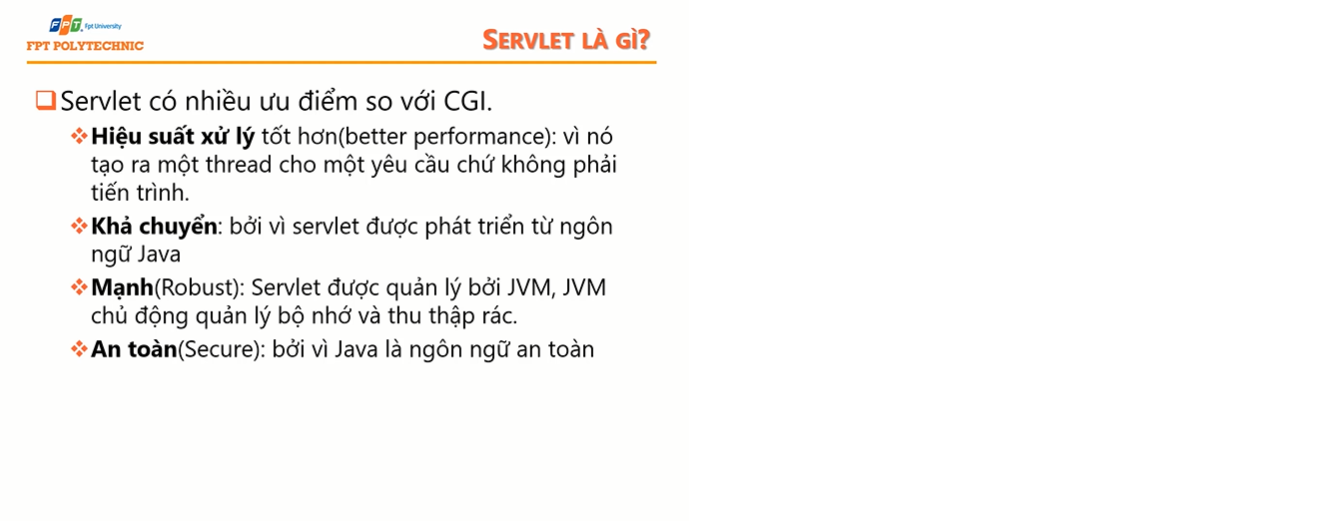 FPT. Fpt University
FPT POLYTECHNIC
SERVLET LÀ GÌ?
Servlet có nhiều ưu điểm so với CGI.
Hiệu suất xử lý tốt hơn(better performance): vì nó
tạo ra một thread cho một yêu cầu chứ không phải
tiến trình.
Khả chuyển: bởi vì servlet được phát triển từ ngôn
ngữ Java
Mạnh(Robust): Servlet được quản lý bởi JVM, JVM
chủ động quản lý bộ nhớ và thu thập rác.
An toàn(Secure): bởi vì Java là ngôn ngữ an toàn